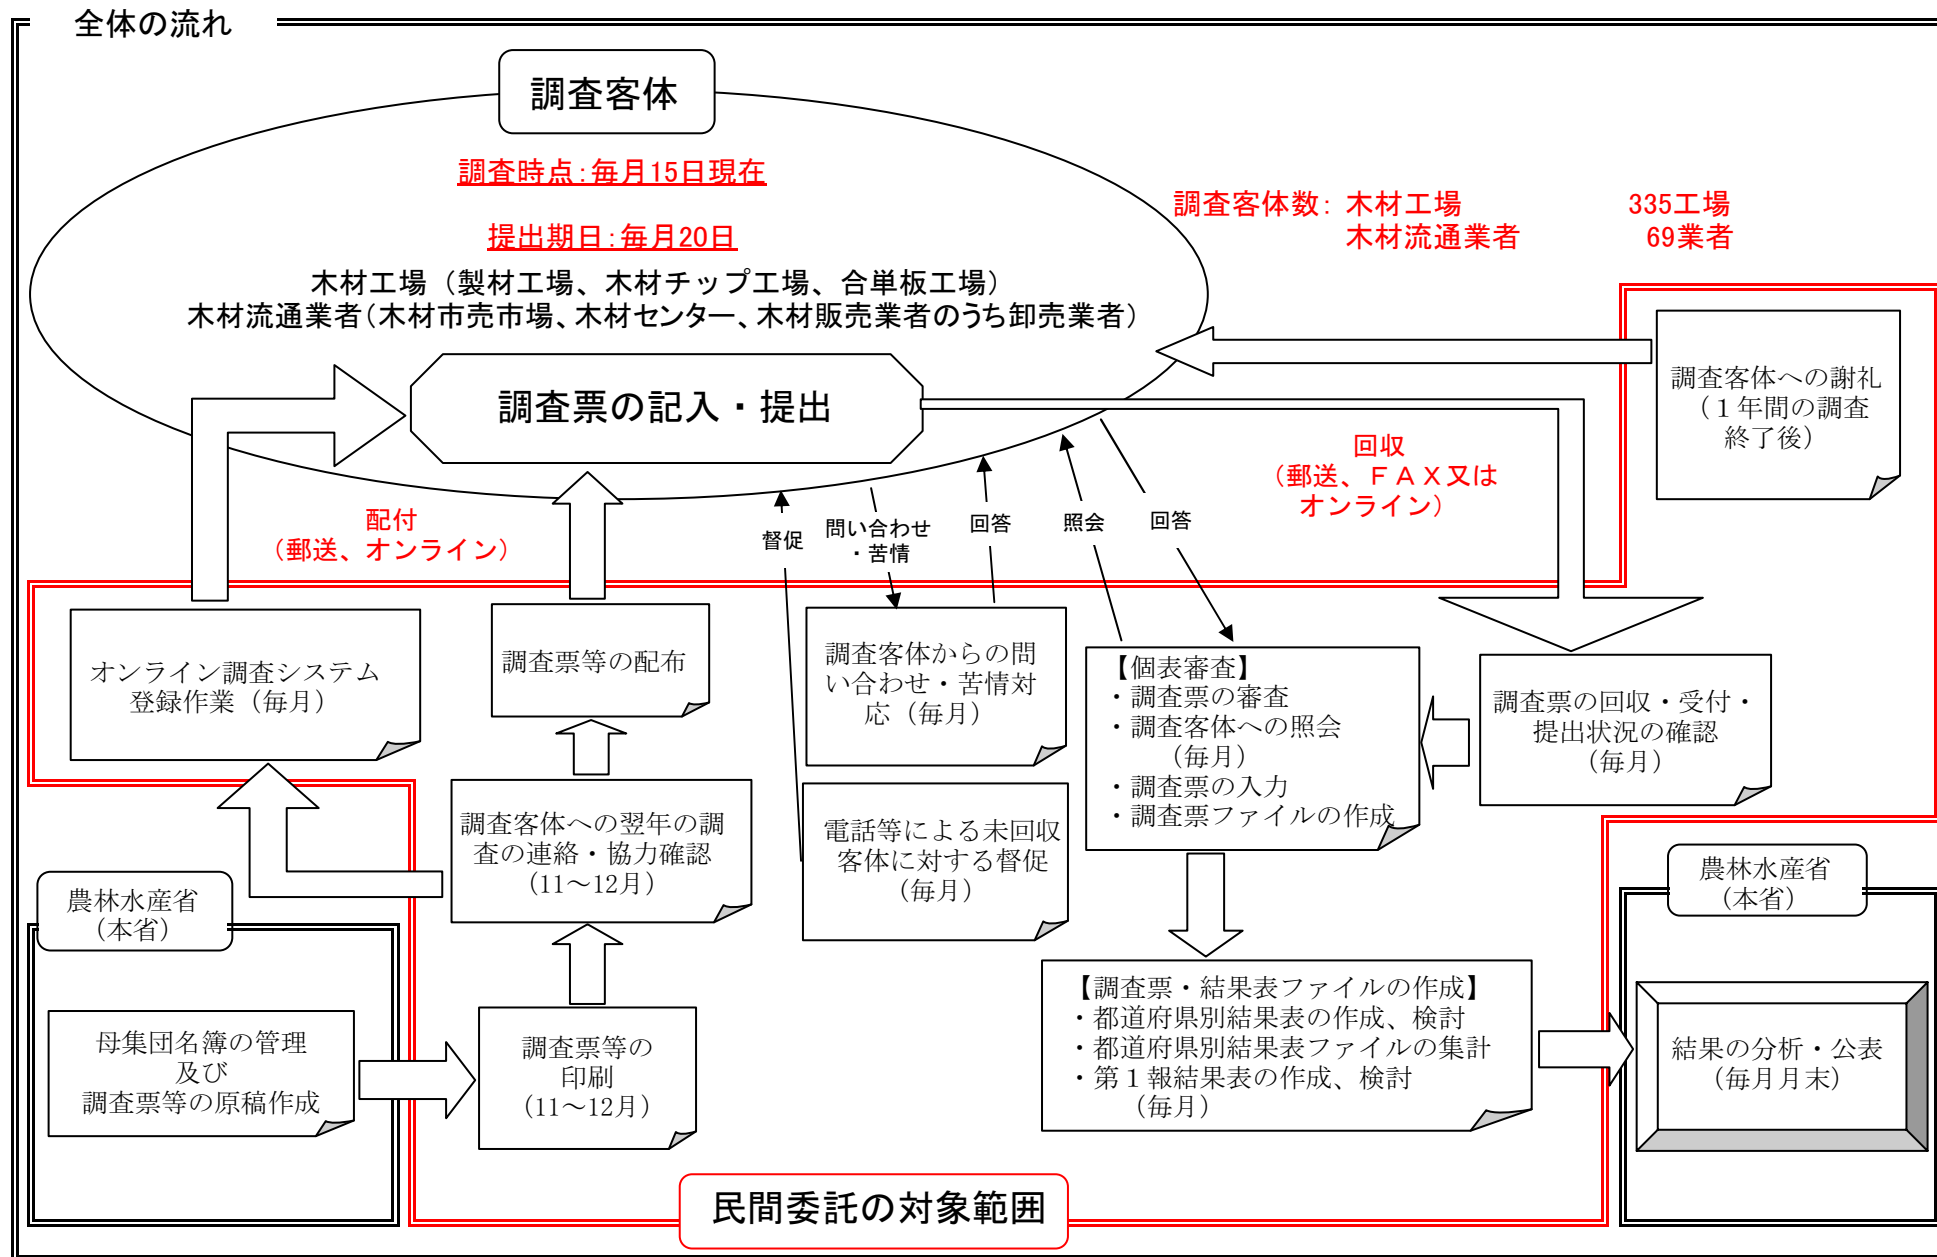 全体の流れ
調査客体
調査時点：毎月15日現在
提出期日：毎月20日
木材工場（製材工場、木材チップ工場、合単板工場）
木材流通業者（木材市売市場、木材センター、木材販売業者のうち卸売業者）
調査客体数： 木材工場 335工場
木材流通業者 69業者
調査票の記入・提出
調査客体への謝礼
（１年間の調査
終了後）
配付
（郵送、オンライン）
督促
問い合わせ
・苦情
回答
照会
回答
回収
（郵送、ＦＡＸ又は
オンライン）
オンライン調査システム
登録作業（毎月）
調査票等の配布
調査客体からの問
い合わせ・苦情対
応（毎月）
【個表審査】
・調査票の審査
・調査客体への照会
（毎月）
・調査票の入力
・調査票ファイルの作成
調査票の回収・受付・
提出状況の確認
（毎月）
調査客体への翌年の調
査の連絡・協力確認
（11～12月）
電話等による未回収
客体に対する督促
（毎月）
農林水産省
（本省）
母集団名簿の管理
及び
調査票等の原稿作成
調査票等の
印刷
（11～12月）
【調査票・結果表ファイルの作成】
・都道府県別結果表の作成、検討
・都道府県別結果表ファイルの集計
・第１報結果表の作成、検討
（毎月）
農林水産省
（本省）
結果の分析・公表
（毎月月末）
民間委託の対象範囲